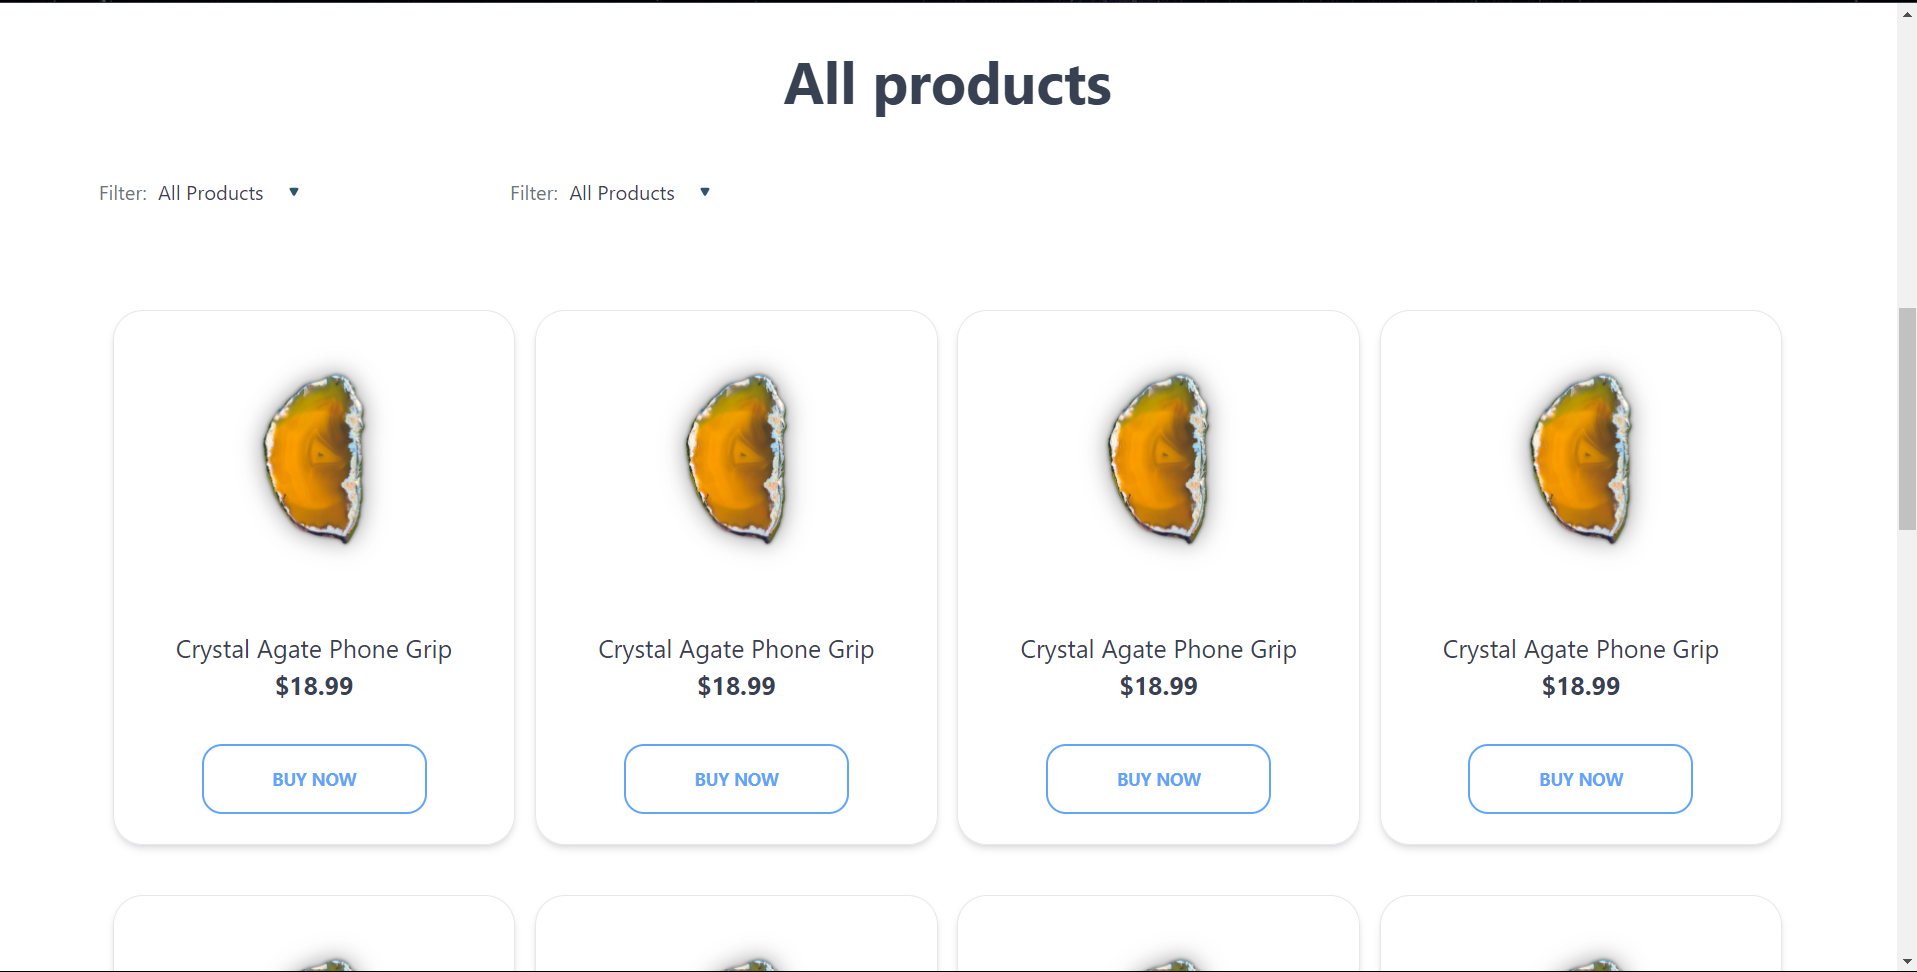 All products
Filter: All Products ▼ Filter: All Products ▼
Crystal Agate Phone Grip
$18.99
BUY NOW
Crystal Agate Phone Grip
$18.99
BUY NOW
Crystal Agate Phone Grip
$18.99
BUY NOW
Crystal Agate Phone Grip
$18.99
BUY NOW